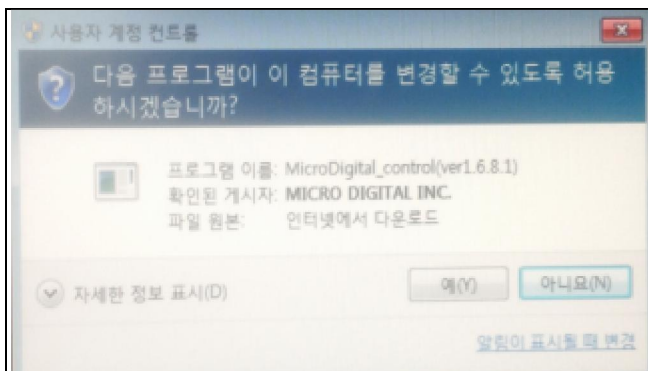 사용자 계정 컨트롤
다음 프로그램이 이 컴퓨터를 변경할 수 있도록 허용
하시겠습니까?
프로그램 이름: MicroDigital_control(ver1.6.8.1)
확인된 게시자: MICRO DIGITAL INC.
파일 원본: 인터넷에서 다운로드
자세한 정보 표시(D)
예(Y)
아니요(N)
알림이 표시될 때 변경